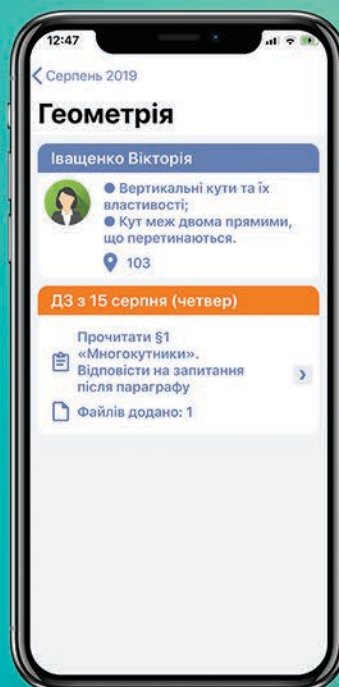 12:47
Серпень 2019
Геометрія
Іващенко Вікторія
● Вертикальні кути та їх
властивості;
● Кут меж двома прямими,
що перетинаються.
103
ДЗ з 15 серпня (четвер)
Прочитати §1
«Многокутники».
Відповісти на запитання
після параграфу
Файлів додано: 1